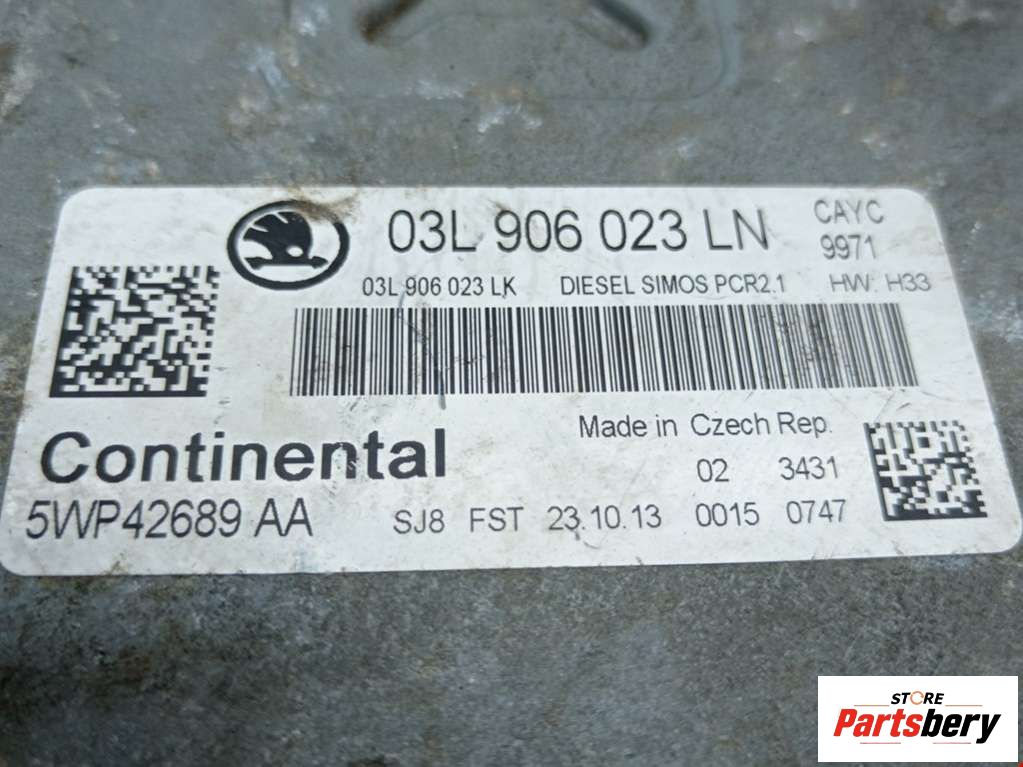 03L 906 023 LN CAYC
9971
03L 906 023 LK DIESEL SIMOS PCR2.1 HW: H33
Continental
Made in Czech Rep.
02 3431
5WP42689 AA SJ8 FST 23.10.13 0015 0747
STORE
Partsbery